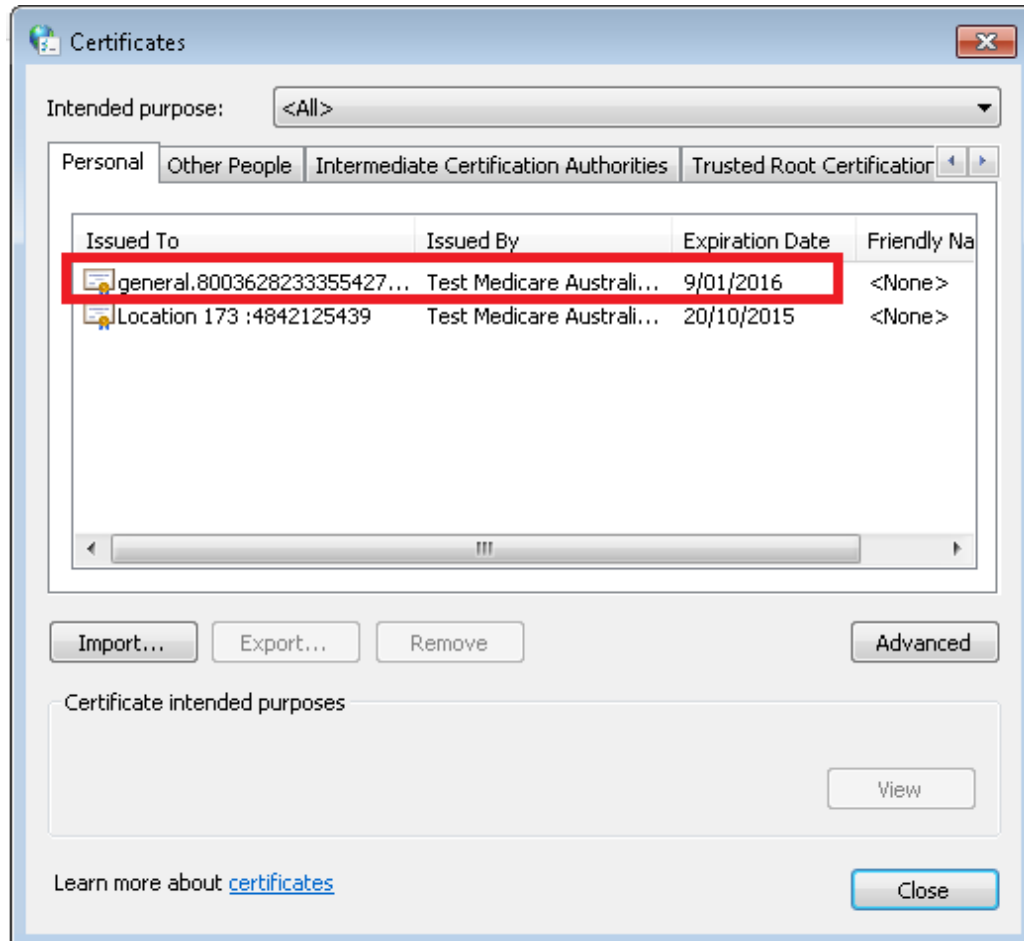 Certificates
Intended purpose: <All>
Personal Other People Intermediate Certification Authorities Trusted Root Certification
Issued To Issued By Expiration Date Friendly Na
general.8003628233355427... Test Medicare Australi... 9/01/2016 <None>
Location 173 :4842125439 Test Medicare Australi... 20/10/2015 <None>
Import... Export... Remove Advanced
Certificate intended purposes
View
Learn more about certificates
Close